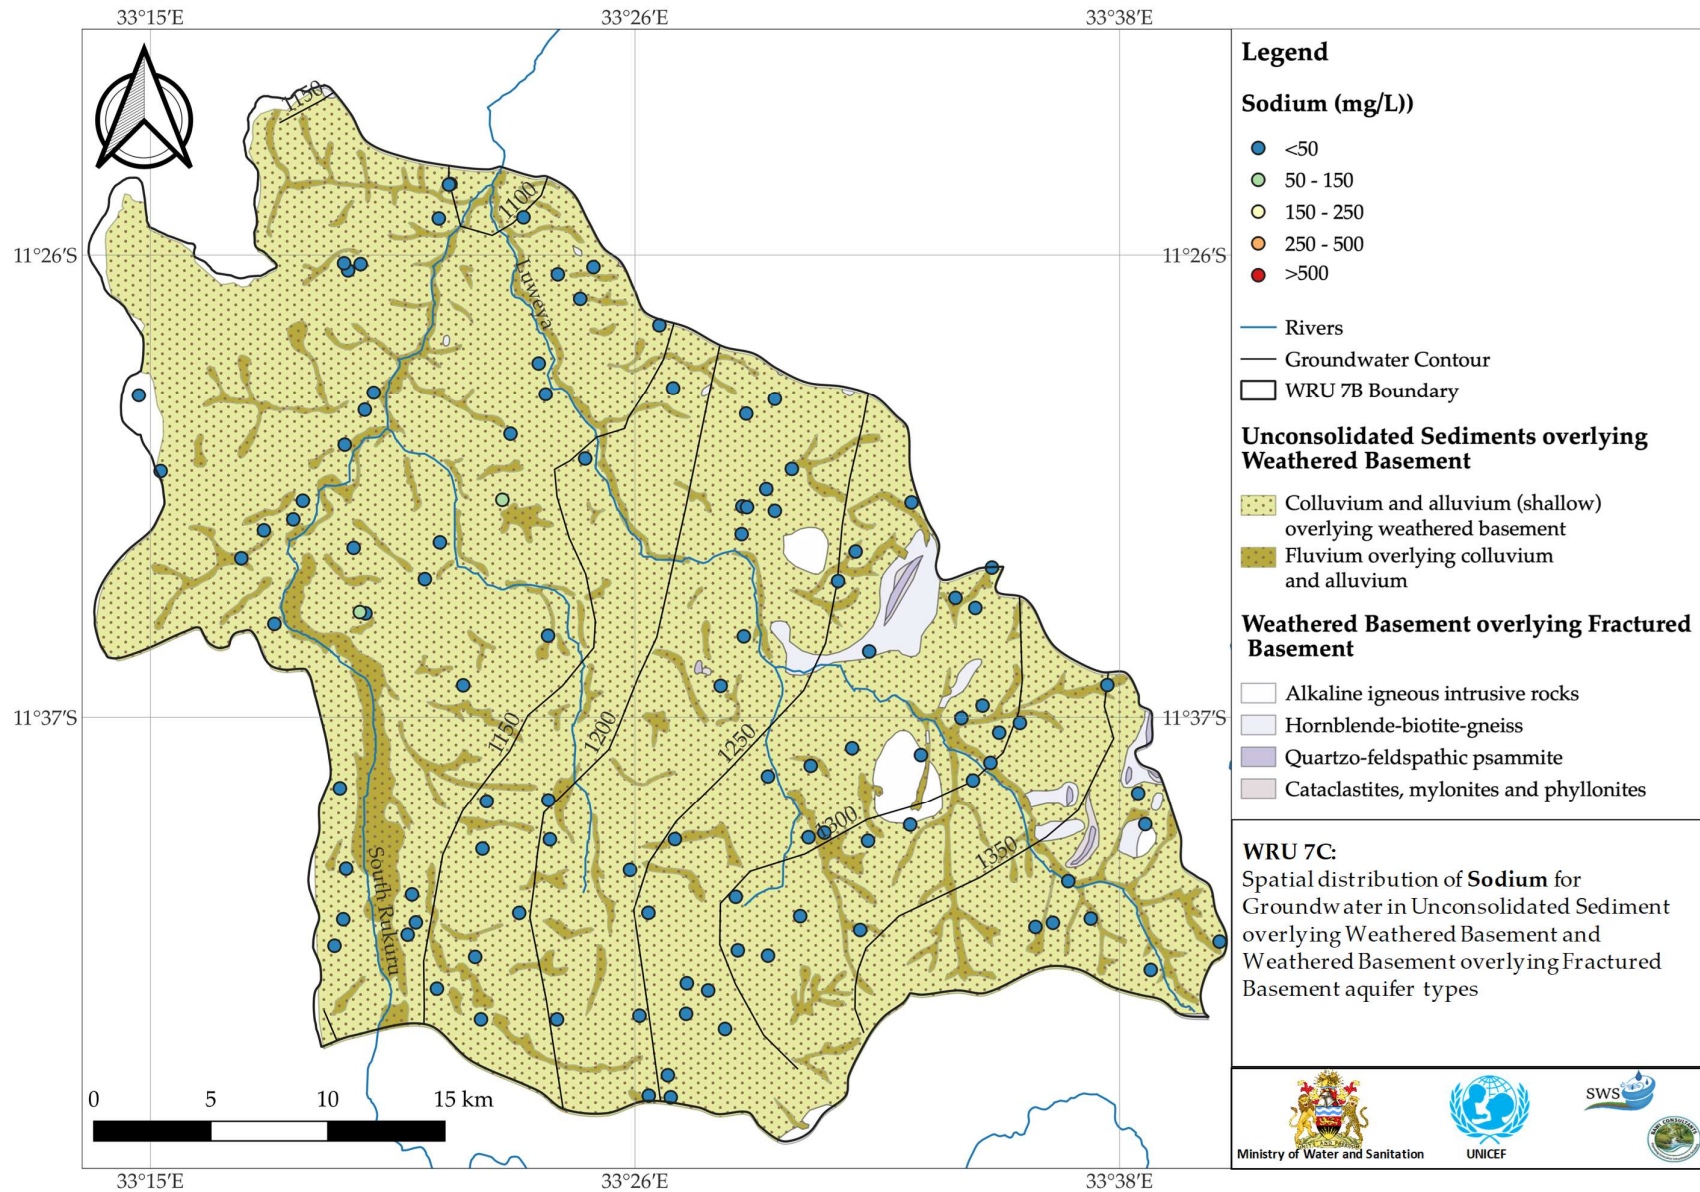 33°15'E
33°26'E
33°38'E
11°26'S
11°26'S
11°37'S
11°37'S
1150
1100
Luweya
1150
1200
1250
1300
1350
South Rukuru
0 5 10 15 km
33°15'E
33°26'E
33°38'E
Legend
Sodium (mg/L))
<50
50 - 150
150 - 250
250 - 500
>500
Rivers
Groundwater Contour
WRU 7B Boundary
Unconsolidated Sediments overlying
Weathered Basement
Colluvium and alluvium (shallow)
overlying weathered basement
Fluvium overlying colluvium
and alluvium
Weathered Basement overlying Fractured
Basement
Alkaline igneous intrusive rocks
Hornblende-biotite-gneiss
Quartzo-feldspathic psammite
Cataclastites, mylonites and phyllonites
WRU 7C:
Spatial distribution of Sodium for
Groundwater in Unconsolidated Sediment
overlying Weathered Basement and
Weathered Basement overlying Fractured
Basement aquifer types
Ministry of Water and Sanitation
UNICEF
SWS